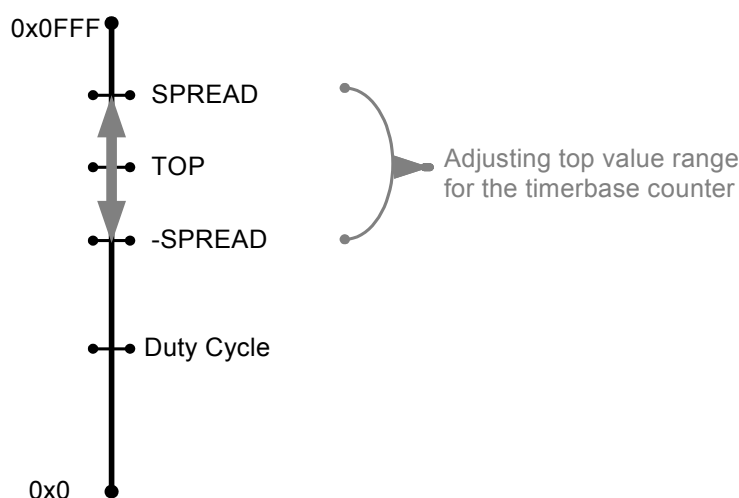 0x0FFF
SPREAD
TOP
Adjusting top value range
for the timerbase counter
-SPREAD
Duty Cycle
0x0